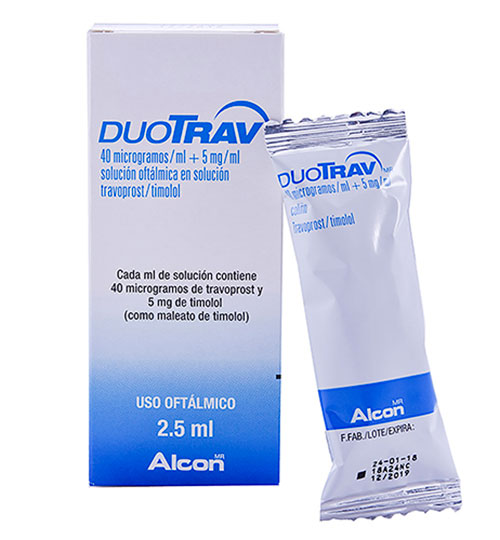 DUOTRAV
40 microgramos/ml + 5 mg/ml
solución oftálmica en solución
travoprost/timolol
Cada ml de solución contiene
40 microgramos de travoprost y
5 mg de timolol
(como maleato de timolol)
USO OFTÁLMICO
2.5 ml
Alcon MR
DUOTRAV MR
40 microgramos/ml + 5 mg/ml
Travoprost/timolol
Alcon MR
F.FAB./LOTE/EXPIRA:
24-01-18
18A24NC
12/2019